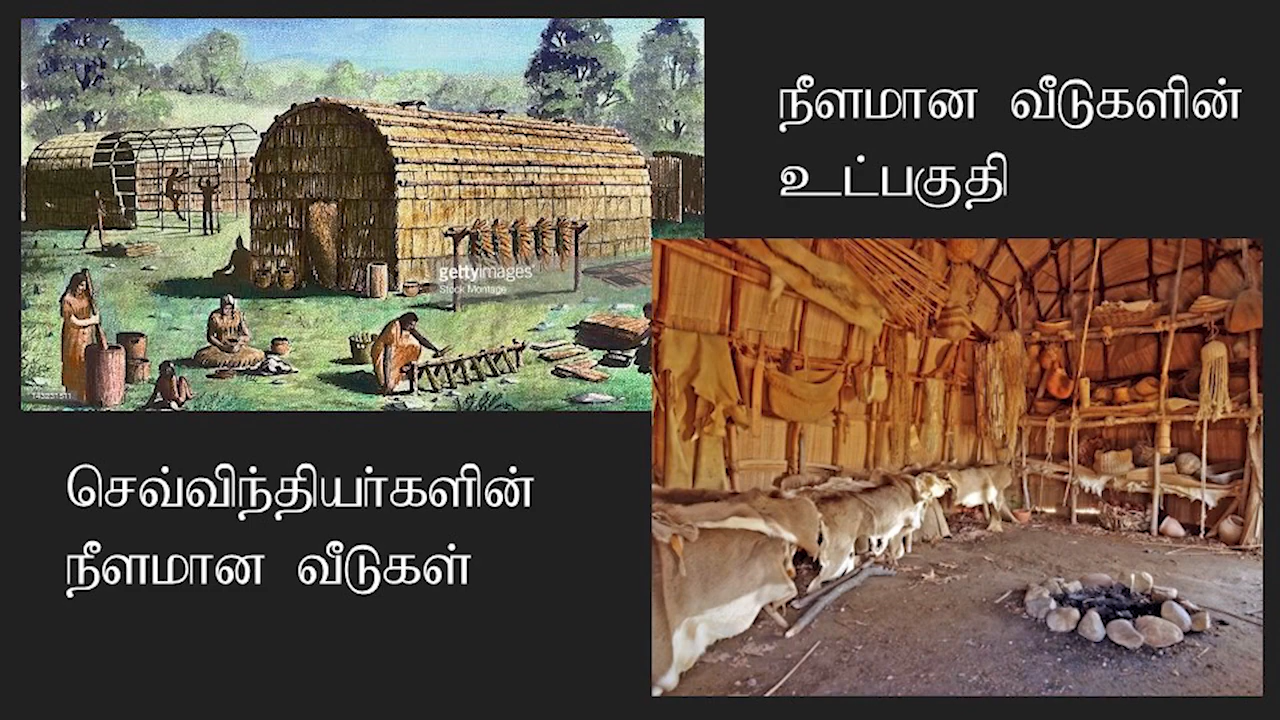 நீளமான வீடுகளின்
உட்பகுதி
gettyimages
Stock Montage
செவ்விந்தியர்களின்
நீளமான வீடுகள்